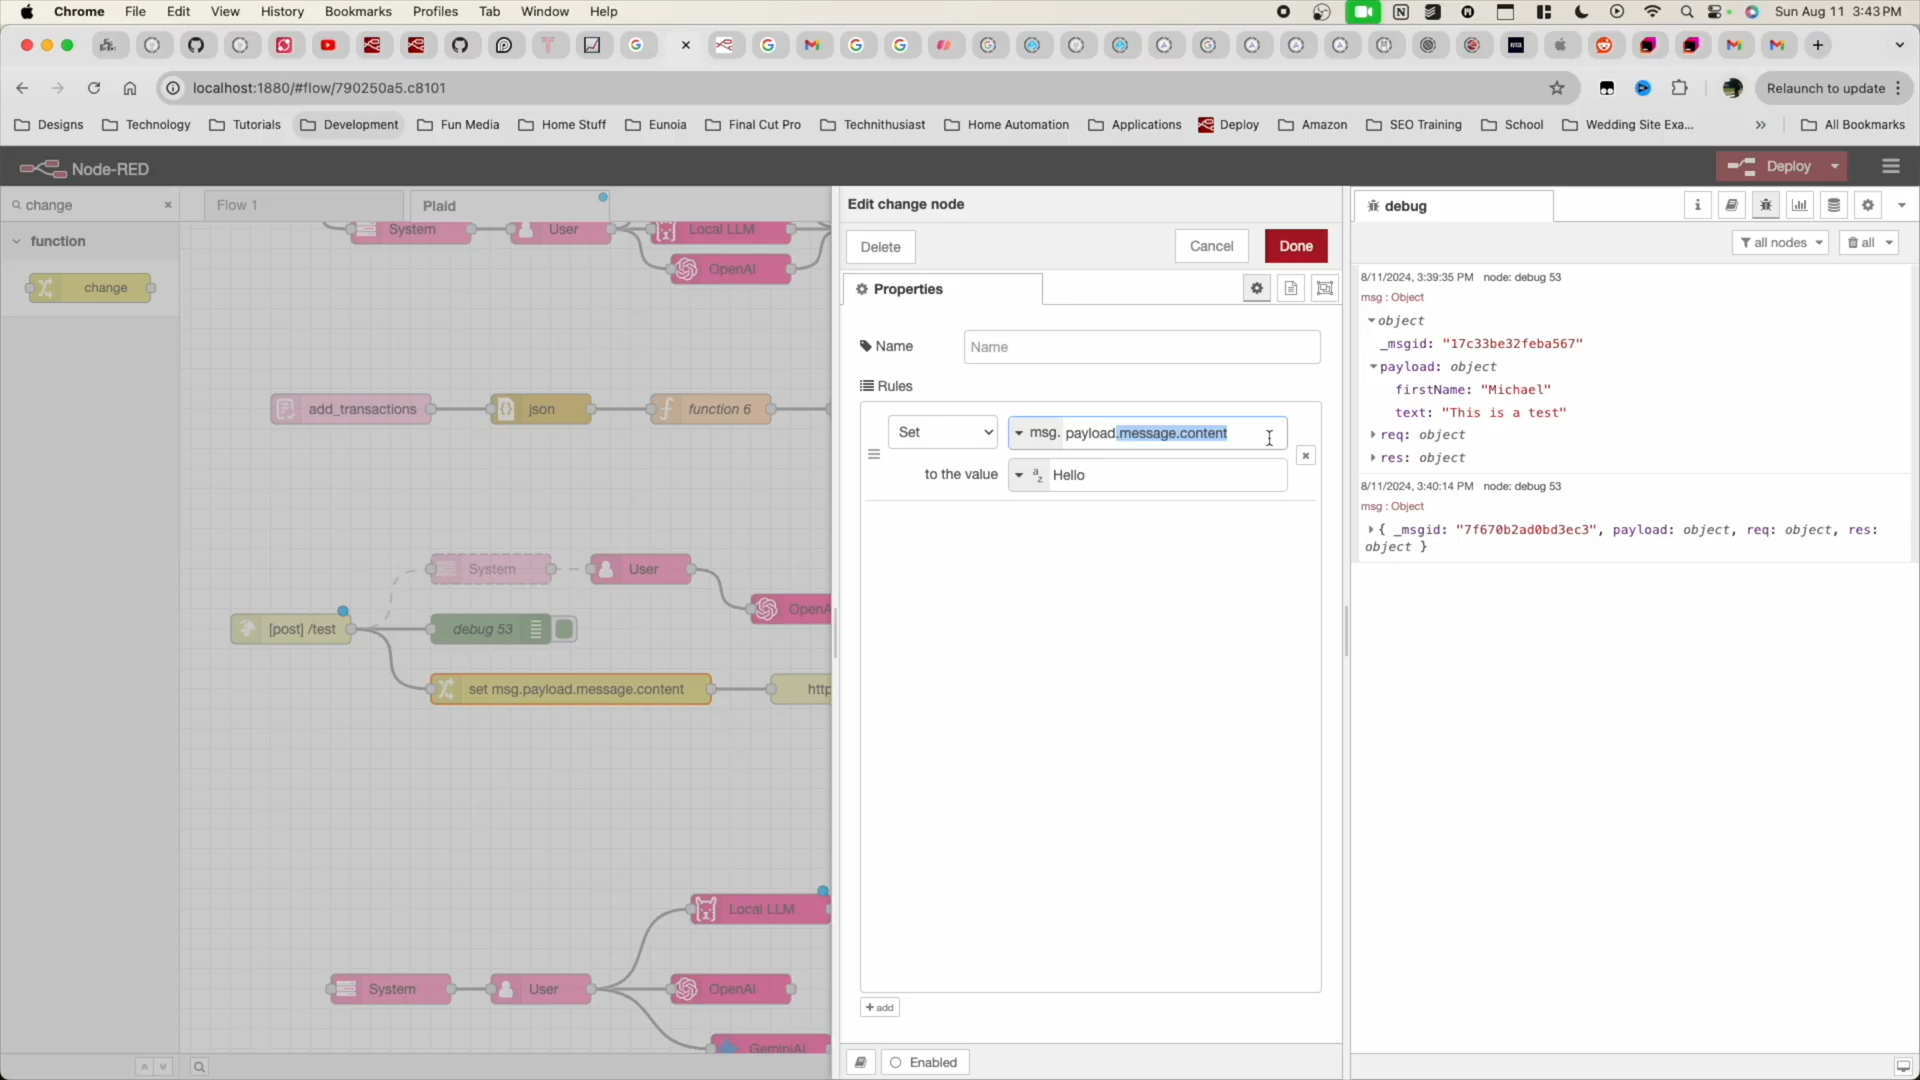 Chrome File Edit View History Bookmarks Profiles Tab Window Help Sun Aug 11 3:43 PM
localhost:1880/#flow/790250a5.c8101 Relaunch to update
Designs Technology Tutorials Development Fun Media Home Stuff Eunoia Final Cut Pro Technithusiast Home Automation Applications Deploy Amazon SEO Training School Wedding Site Exa... » All Bookmarks
Node-RED Deploy
change
function
change
Flow 1 Plaid
System User Local LLM
OpenAI
add_transactions json function 6
System User
OpenA
[post] /test debug 53
set msg.payload.message.content http
Local LLM
System User OpenAI
GeminiAI
Edit change node
Delete Cancel Done
Properties
Name Name
Rules
Set msg. payload.message.content
to the value a z Hello
+ add
Enabled
debug
all nodes all
8/11/2024, 3:39:35 PM node: debug 53
msg : Object
object
_msgid: "17c33be32feba567"
payload: object
firstName: "Michael"
text: "This is a test"
req: object
res: object
8/11/2024, 3:40:14 PM node: debug 53
msg : Object
{ _msgid: "7f670b2ad0bd3ec3", payload: object, req: object, res:
object }